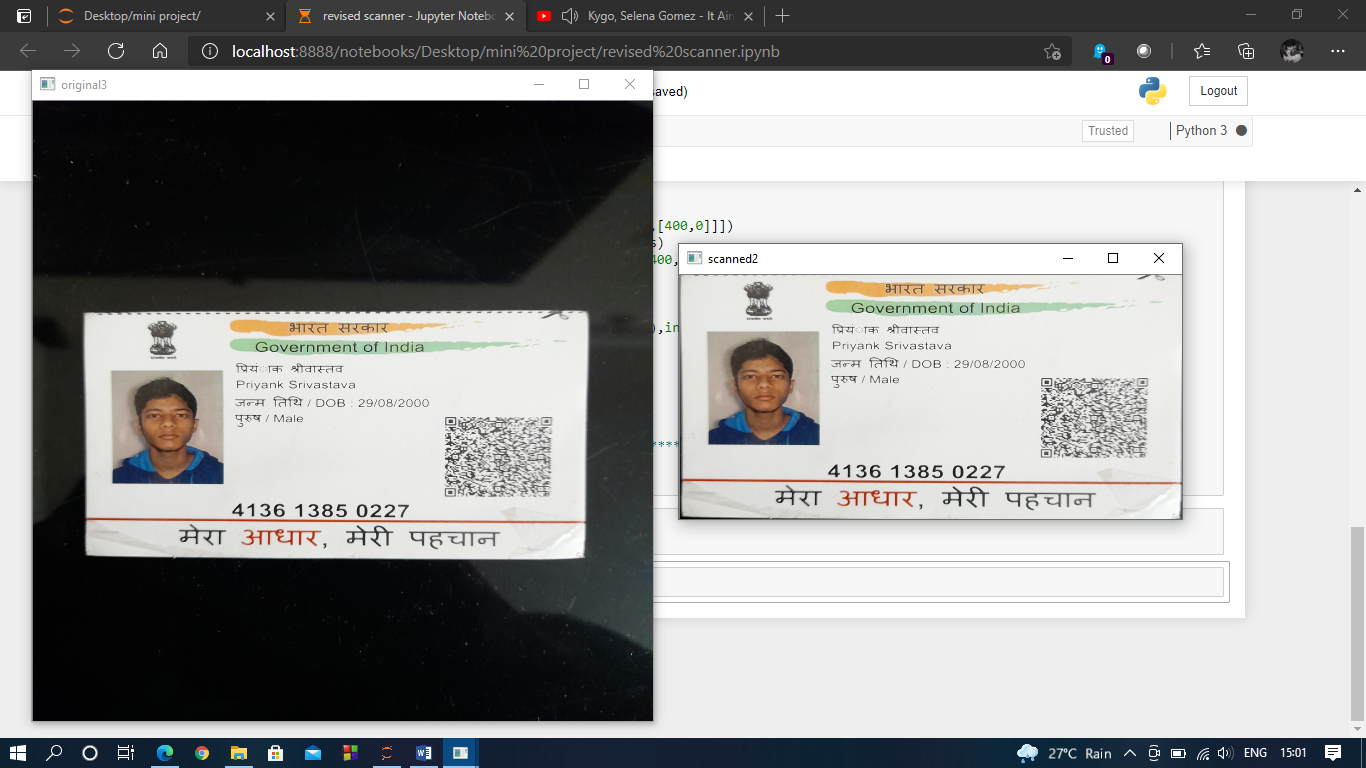 Desktop/mini project/
revised scanner - Jupyter Notebo
Kygo, Selena Gomez - It Ain
localhost:8888/notebooks/Desktop/mini%20project/revised%20scanner.ipynb
0
original3
saved)
Logout
Trusted
Python 3
,[400,0]]])
s)
400,
),in
****
भारत सरकार
Government of India
प्रियंाक श्रीवास्तव
Priyank Srivastava
जन्म तिथि / DOB : 29/08/2000
पुरुष / Male
4136 1385 0227
मेरा आधार, मेरी पहचान
scanned2
भारत सरकार
Government of India
प्रियंाक श्रीवास्तव
Priyank Srivastava
जन्म तिथि / DOB : 29/08/2000
पुरुष / Male
4136 1385 0227
मेरा आधार, मेरी पहचान
27°C Rain
ENG
15:01